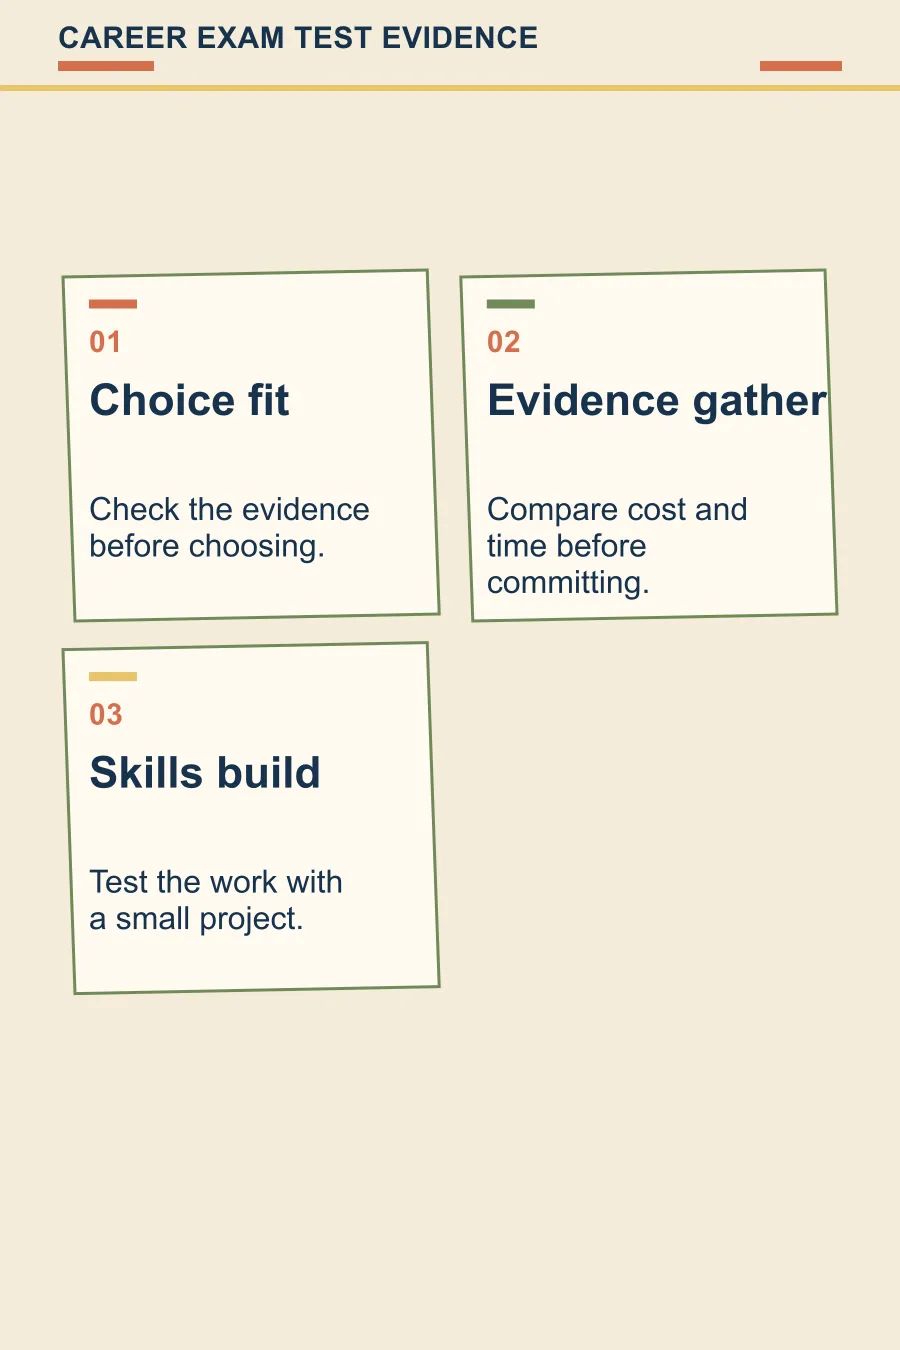 CAREER EXAM TEST EVIDENCE
01
Choice fit
Check the evidence
before choosing.
02
Evidence gather
Compare cost and
time before
committing.
03
Skills build
Test the work with
a small project.